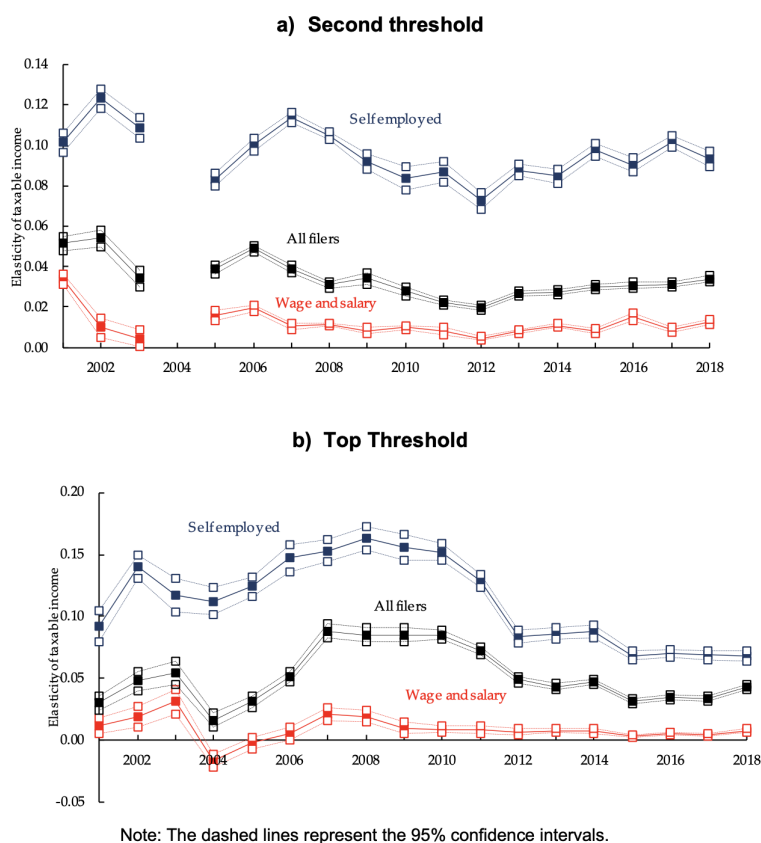 a) Second threshold
Elasticity of taxable income
0.14
0.12
0.10
0.08
0.06
0.04
0.02
0.00
Self employed
All filers
Wage and salary
2002 2004 2006 2008 2010 2012 2014 2016 2018
b) Top Threshold
Elasticity of taxable income
0.20
0.15
0.10
0.05
0.00
-0.05
Self employed
All filers
Wage and salary
2002 2004 2006 2008 2010 2012 2014 2016 2018
Note: The dashed lines represent the 95% confidence intervals.